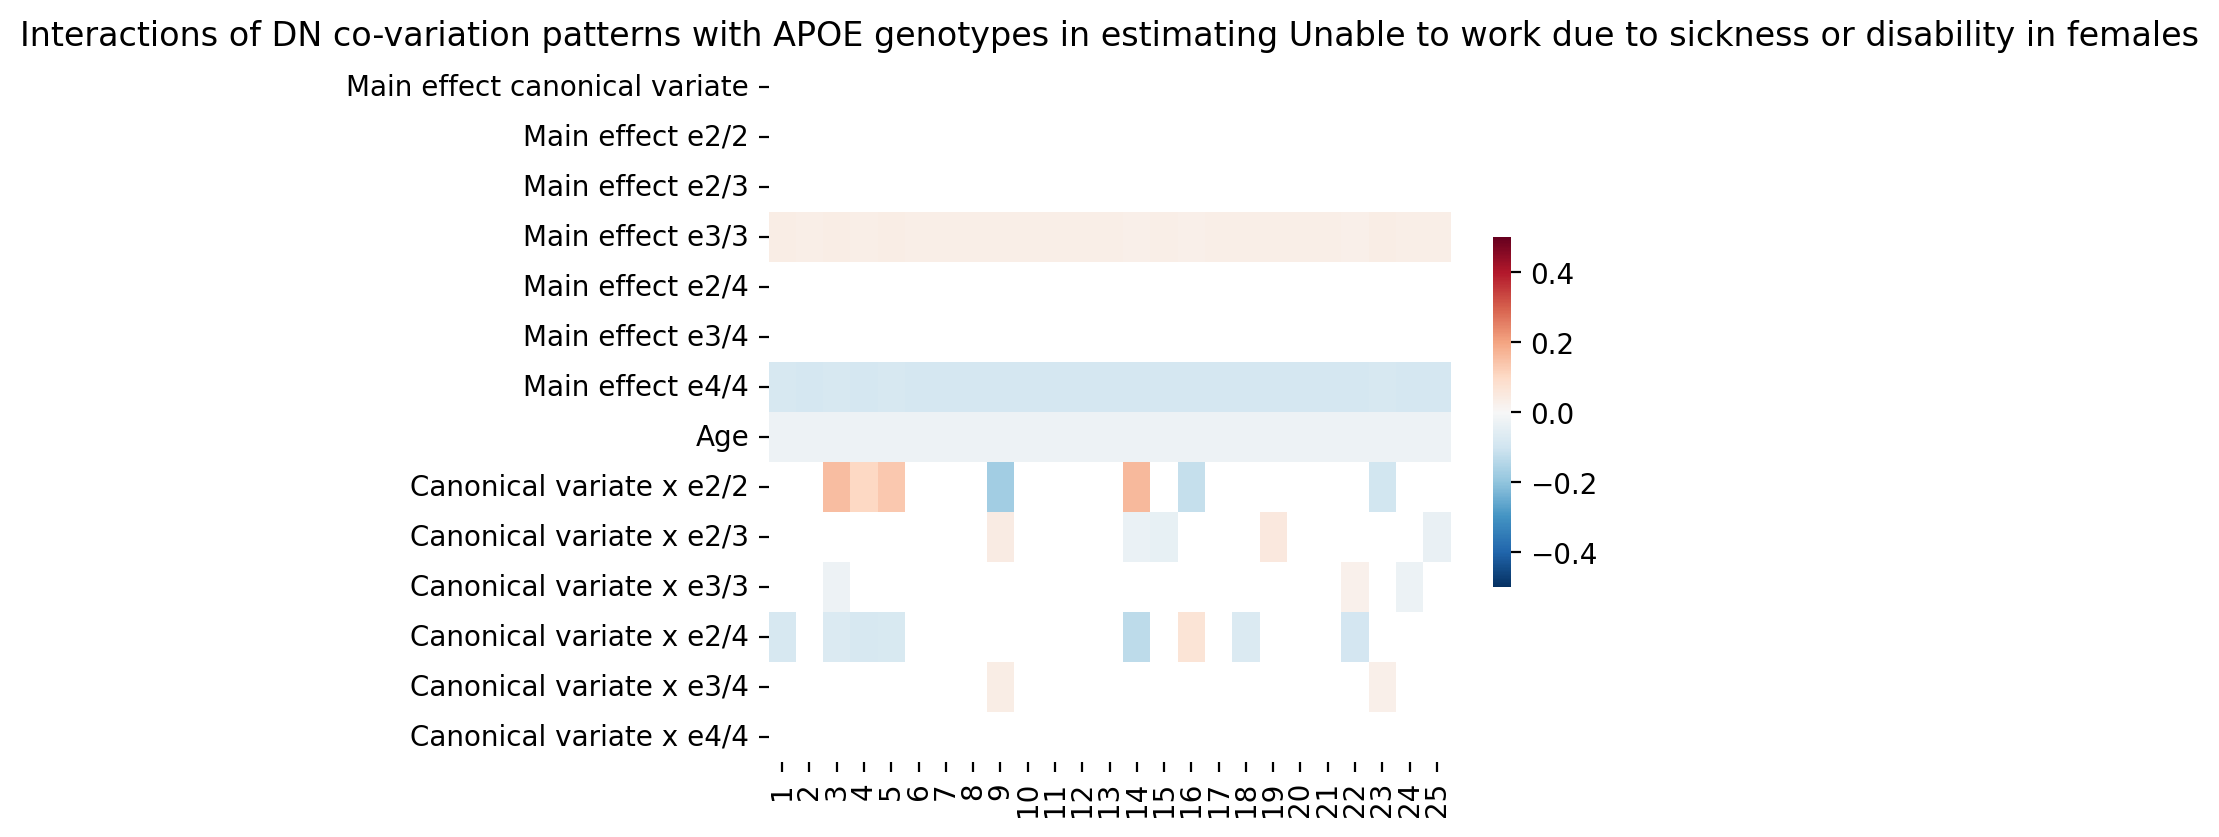 Interactions of DN co-variation patterns with APOE genotypes in estimating Unable to work due to sickness or disability in females
Main effect canonical variate
Main effect e2/2
Main effect e2/3
Main effect e3/3
Main effect e2/4
Main effect e3/4
Main effect e4/4
Age
Canonical variate x e2/2
Canonical variate x e2/3
Canonical variate x e3/3
Canonical variate x e2/4
Canonical variate x e3/4
Canonical variate x e4/4
1 2 3 4 5 6 7 8 9 10 11 12 13 14 15 16 17 18 19 20 21 22 23 24 25
0.4
0.2
0.0
−0.2
−0.4